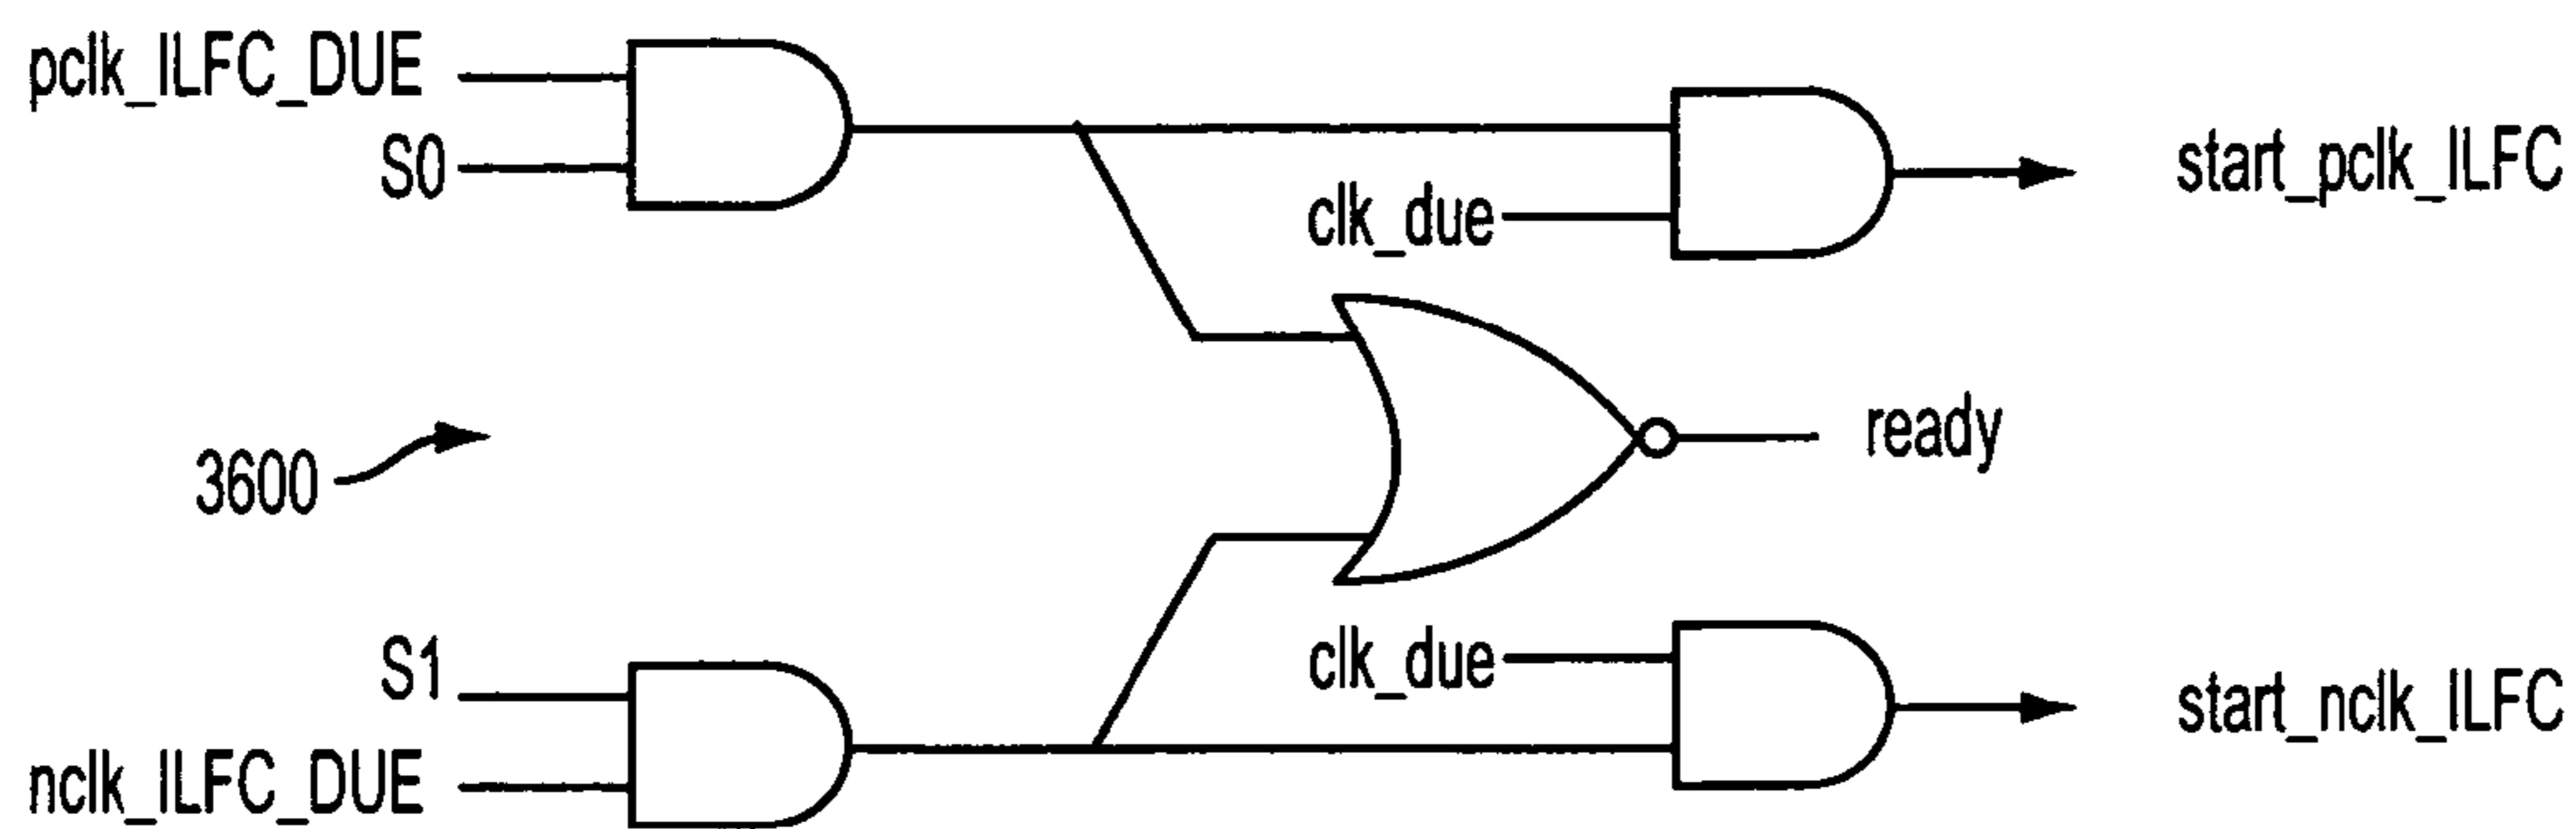 pclk_ILFC_DUE
S0
clk_due
start_pclk_ILFC
3600
ready
S1
nclk_ILFC_DUE
clk_due
start_nclk_ILFC